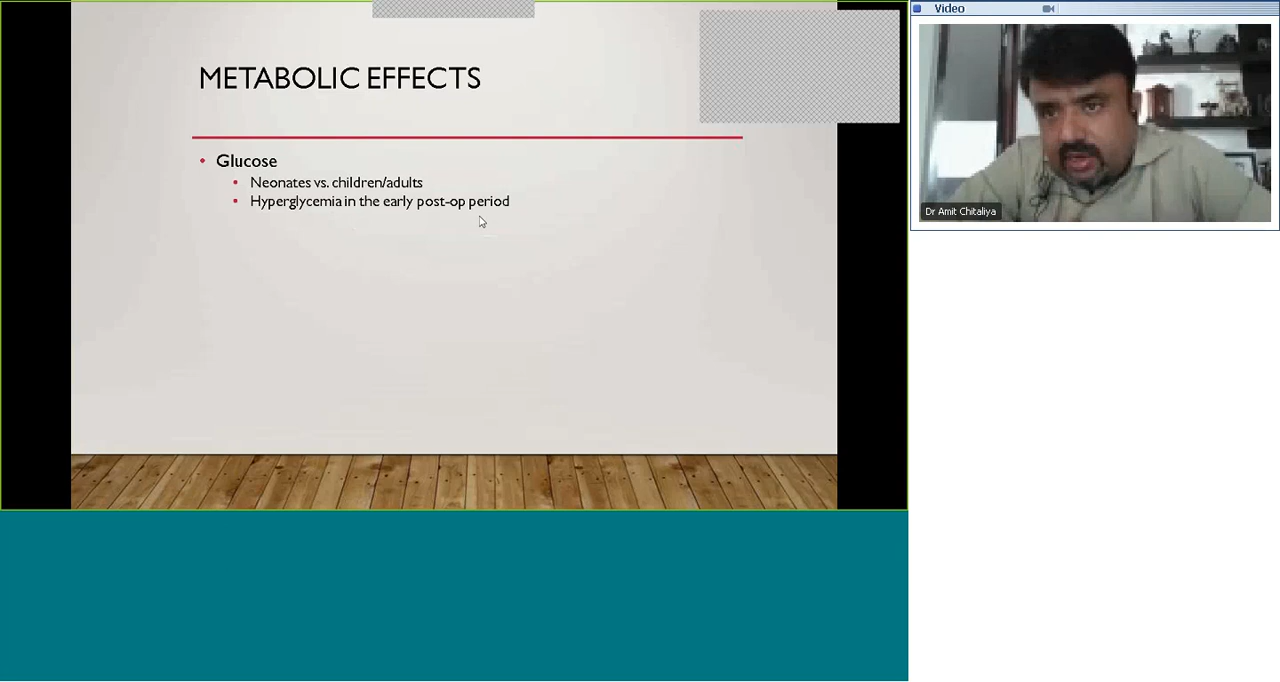 METABOLIC EFFECTS
• Glucose
• Neonates vs. children/adults
• Hyperglycemia in the early post-op period
Video
Dr Amit Chitaliya